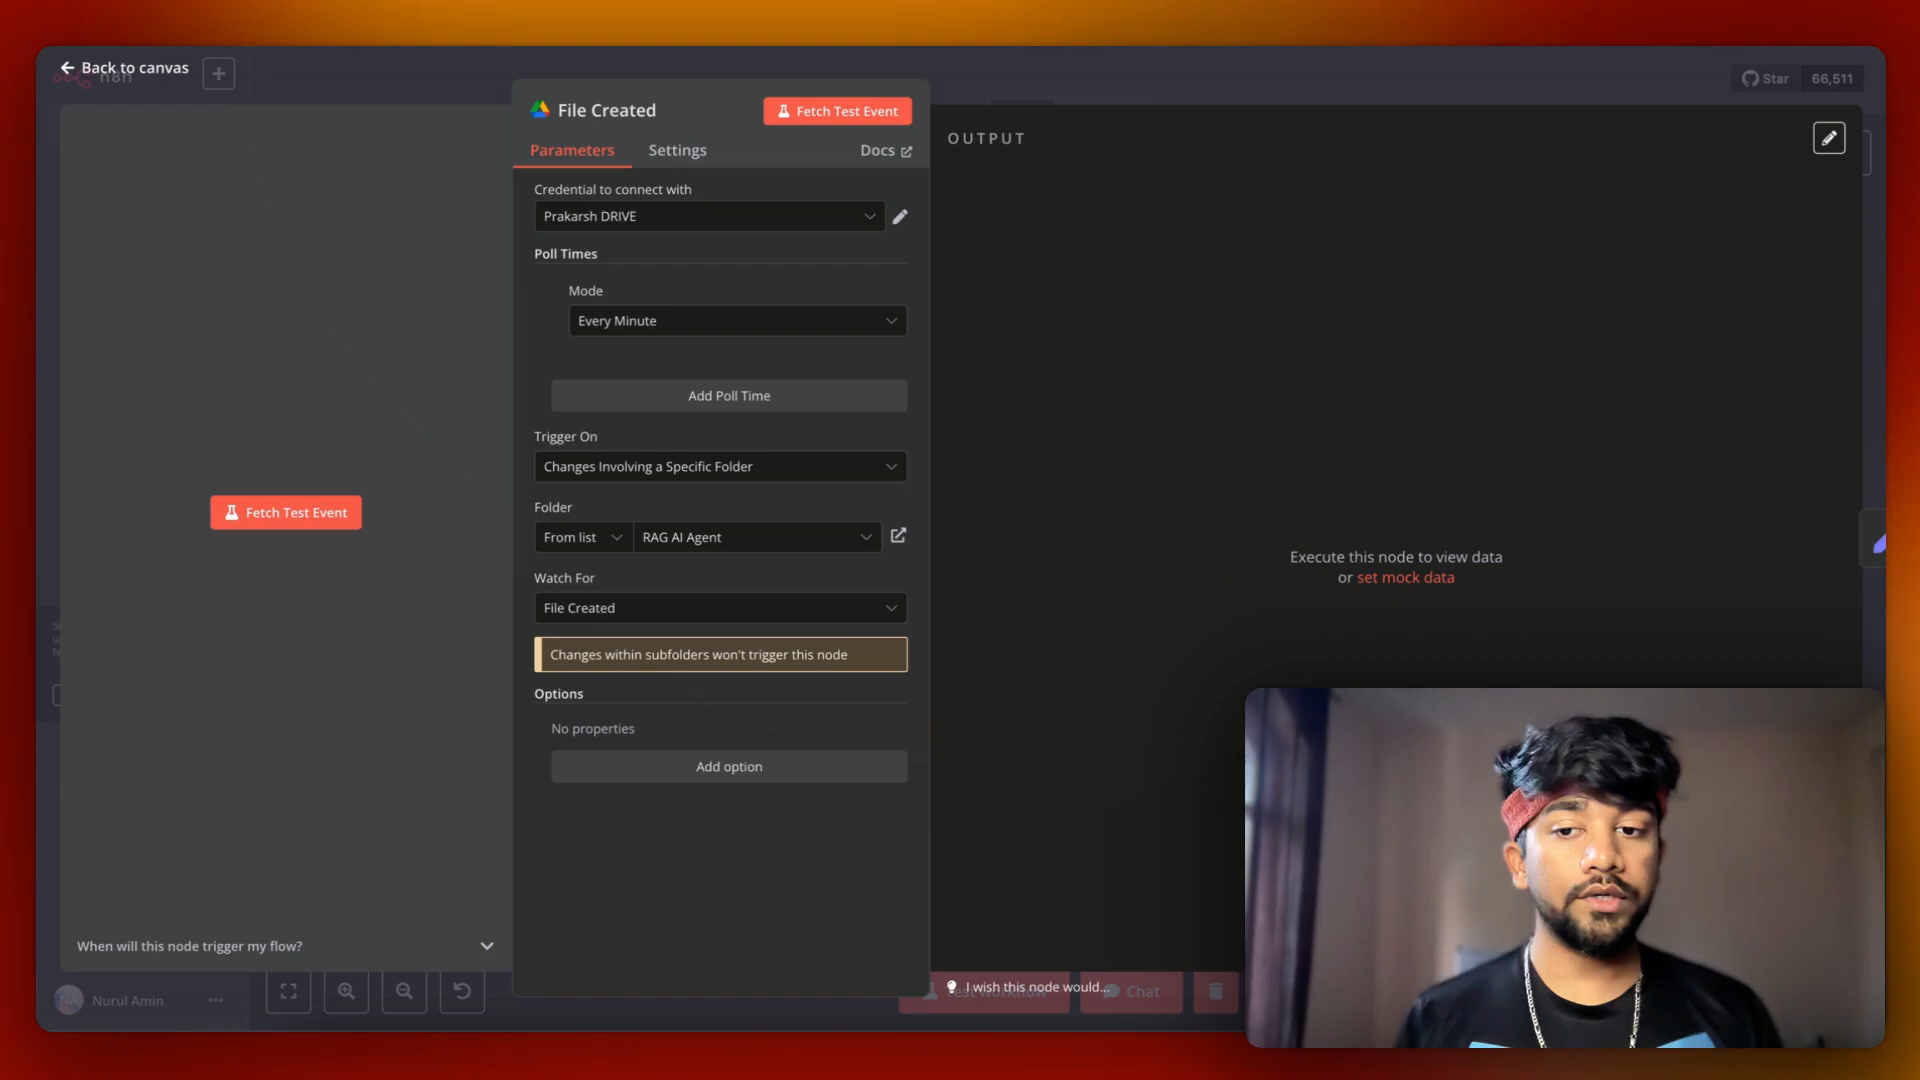 Back to canvas
n8n
Star 66,511
File Created
Fetch Test Event
Parameters
Settings
Docs
OUTPUT
Credential to connect with
Prakarsh DRIVE
Poll Times
Mode
Every Minute
Add Poll Time
Trigger On
Changes Involving a Specific Folder
Fetch Test Event
Folder
From list
RAG AI Agent
Execute this node to view data
or set mock data
Watch For
File Created
Changes within subfolders won't trigger this node
Options
No properties
Add option
When will this node trigger my flow?
NA
Nurul Amin
I wish this node would...
Test Workflow
Chat